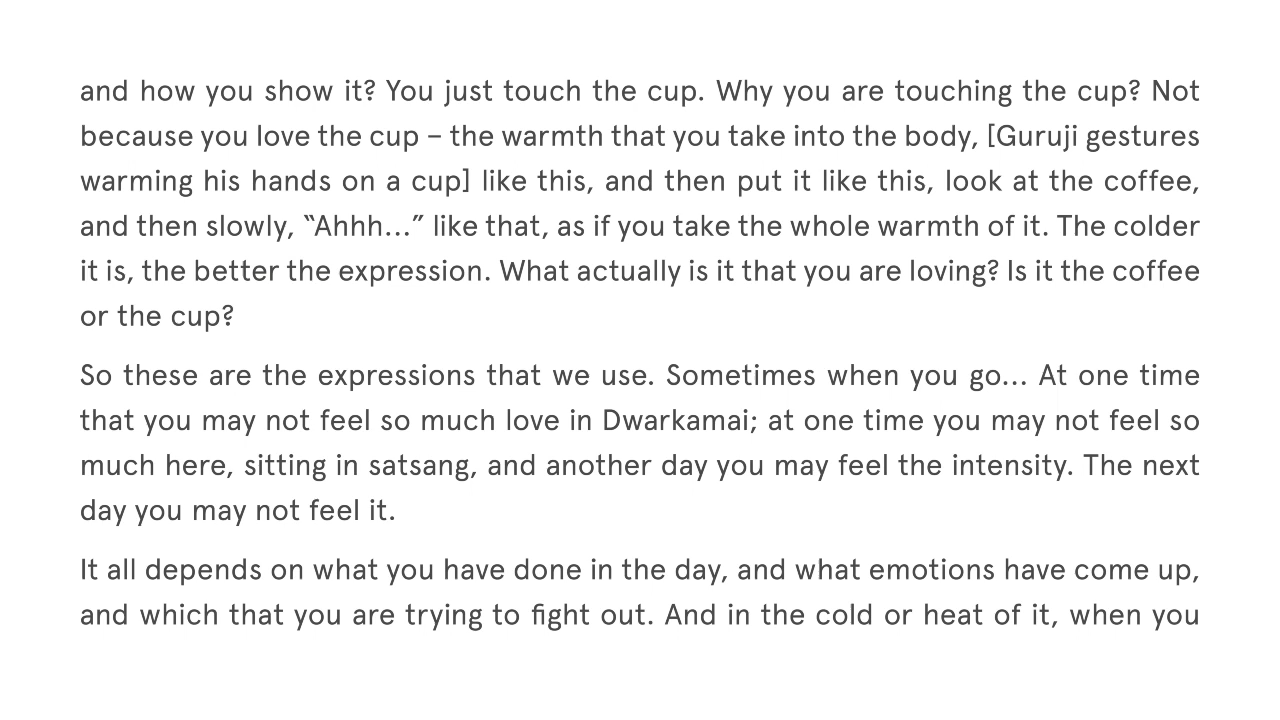 and how you show it? You just touch the cup. Why you are touching the cup? Not
because you love the cup – the warmth that you take into the body, [Guruji gestures
warming his hands on a cup] like this, and then put it like this, look at the coffee,
and then slowly, “Ahhh...” like that, as if you take the whole warmth of it. The colder
it is, the better the expression. What actually is it that you are loving? Is it the coffee
or the cup?
So these are the expressions that we use. Sometimes when you go... At one time
that you may not feel so much love in Dwarkamai; at one time you may not feel so
much here, sitting in satsang, and another day you may feel the intensity. The next
day you may not feel it.
It all depends on what you have done in the day, and what emotions have come up,
and which that you are trying to fight out. And in the cold or heat of it, when you